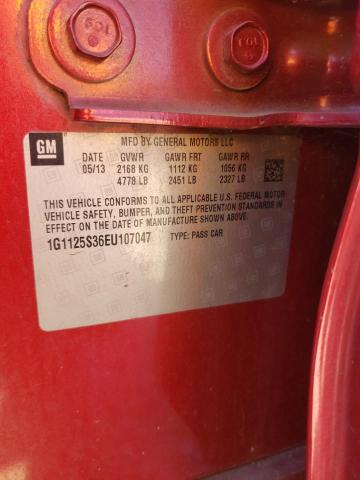 GM
MFD BY GENERAL MOTORS LLC
DATE GVWR GAWR FRT GAWR RR
05/13 2168 KG 1112 KG 1056 KG
4778 LB 2451 LB 2327 LB
THIS VEHICLE CONFORMS TO ALL APPLICABLE U.S. FEDERAL MOTOR
VEHICLE SAFETY, BUMPER, AND THEFT PREVENTION STANDARDS IN
EFFECT ON THE DATE OF MANUFACTURE SHOWN ABOVE.
1G1125S36EU107047 TYPE: PASS CAR